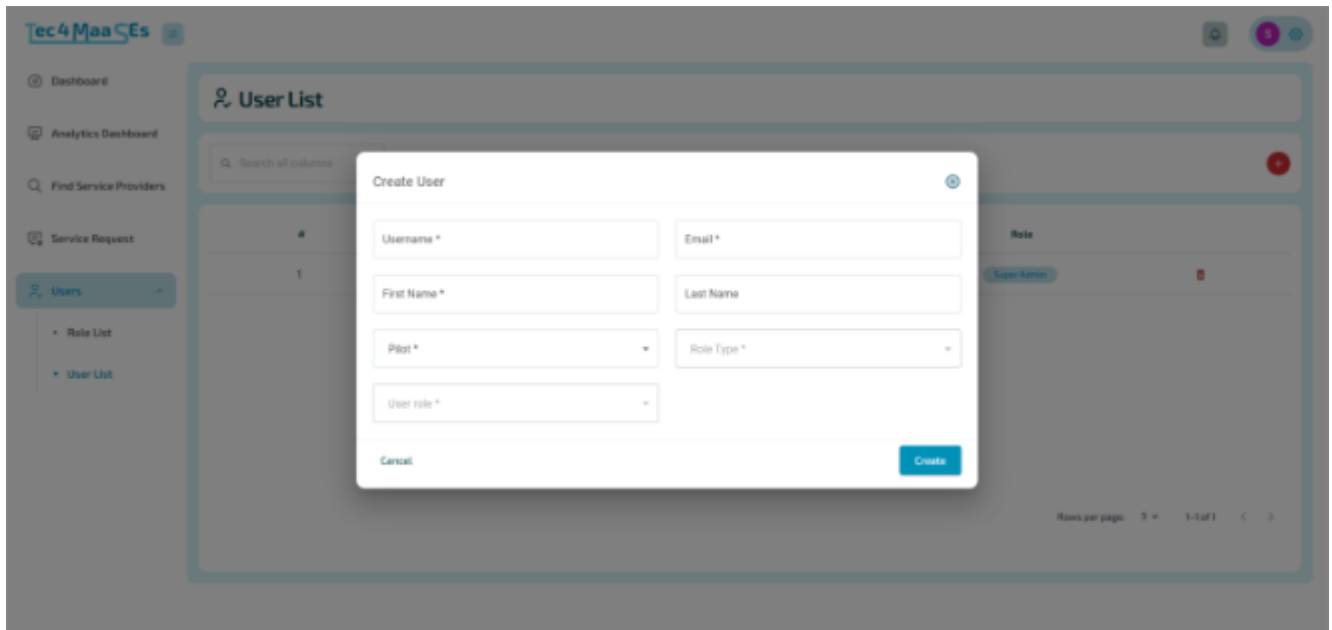 Tec4MaaSEs
S
Dashboard
User List
Analytics Dashboard
Search all columns
Create User
Find Service Providers
Username *
Email *
Service Request
#
Role
First Name *
Last Name
1
Super Admin
Users
Role List
Pilot *
Role Type *
User List
User role *
Cancel
Create
Rows per page: 5 1-1 of 1